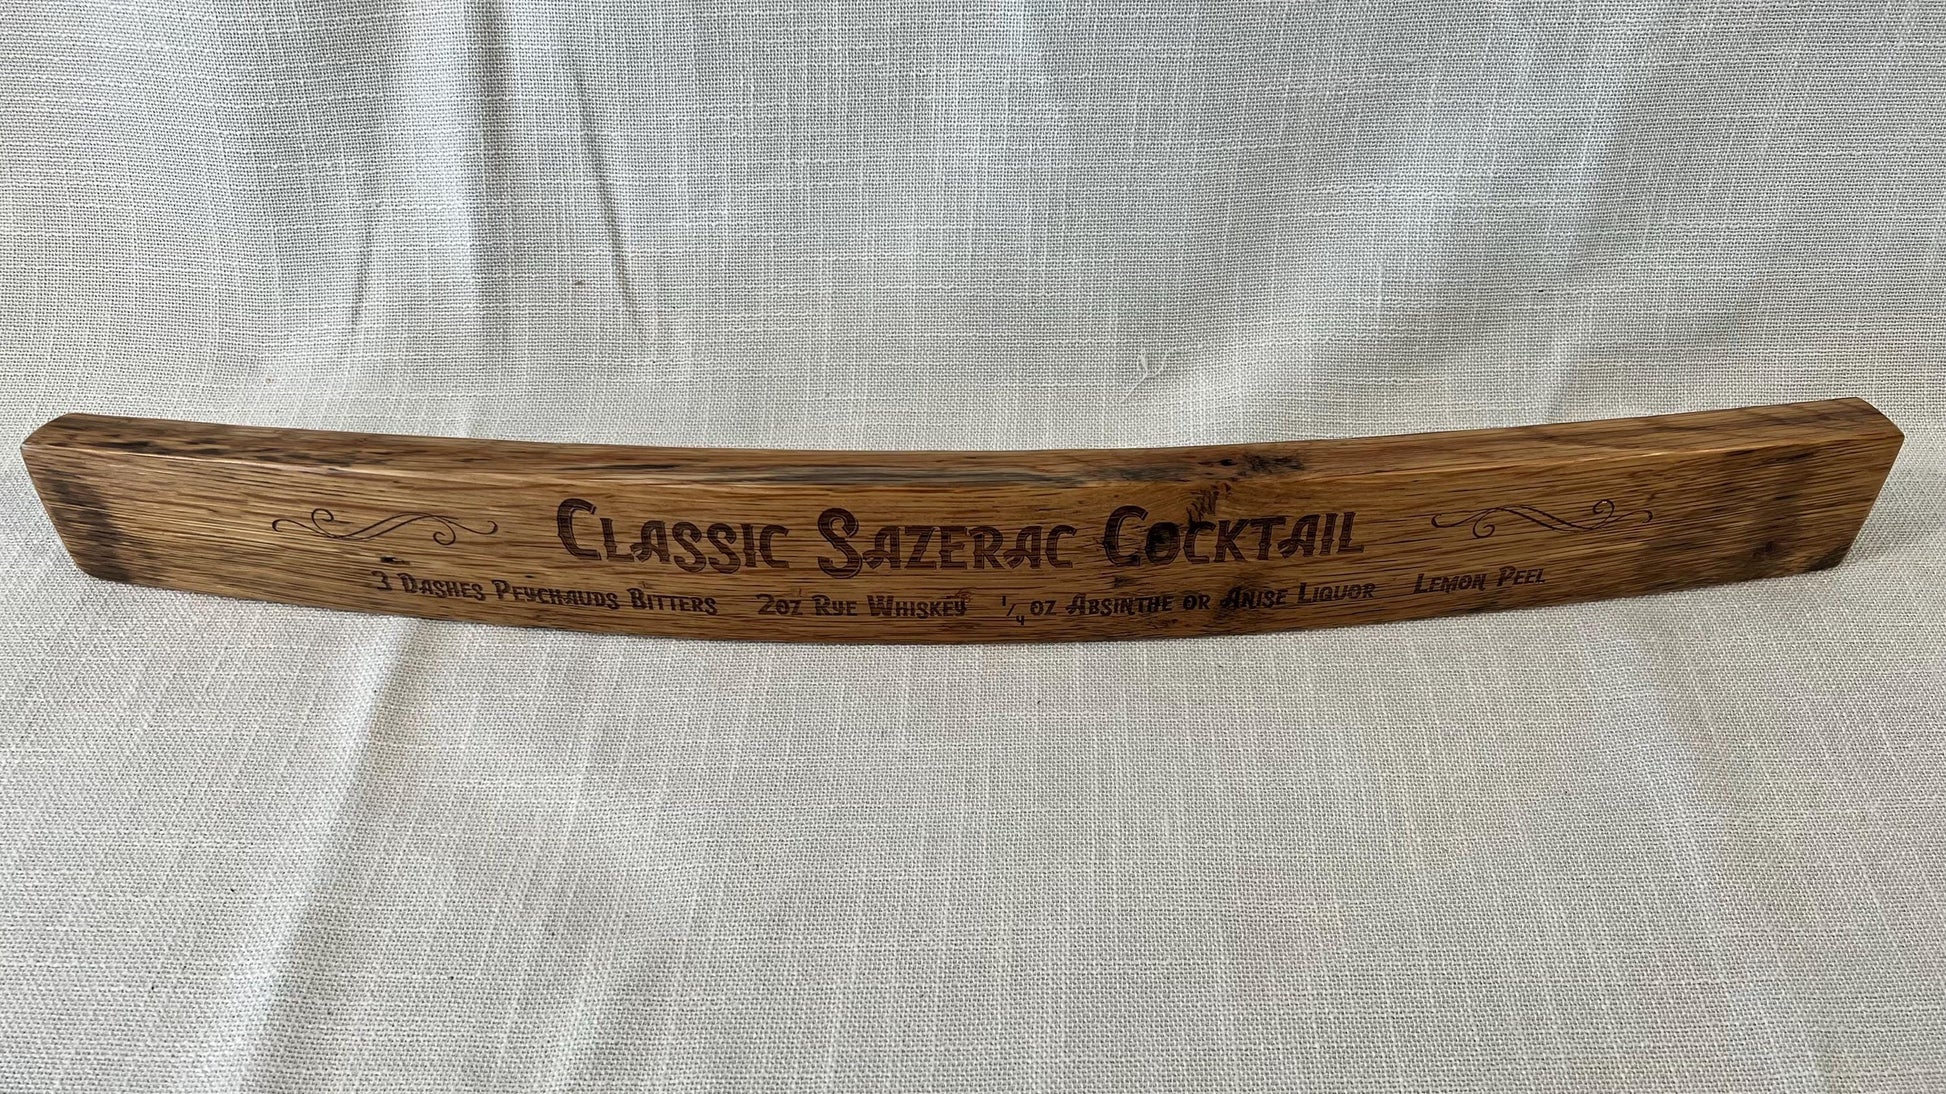 Classic Sazerac Cocktail
3 Dashes Peychauds Bitters 2oz Rye Whiskey 1/4 oz Absinthe or Anise Liquor Lemon Peel